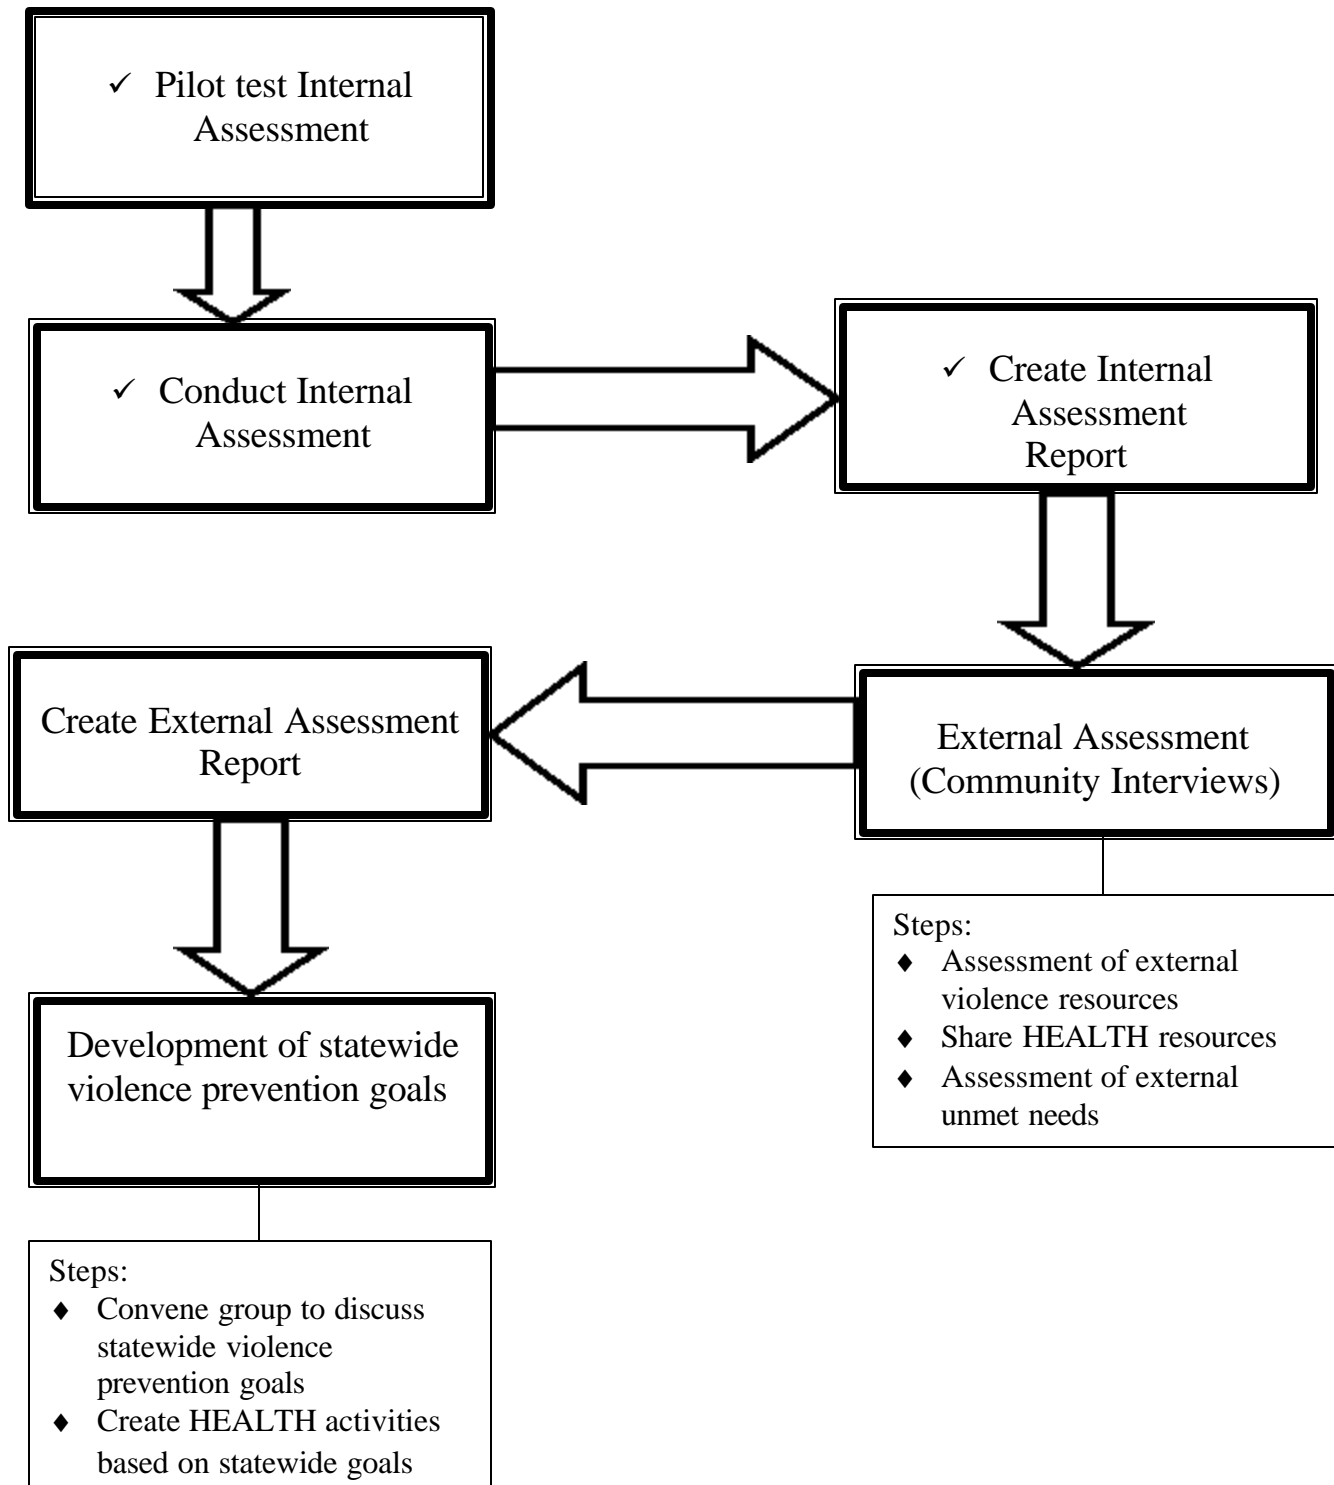 ✓ Pilot test Internal
Assessment
✓ Conduct Internal
Assessment
✓ Create Internal
Assessment
Report
External Assessment
(Community Interviews)
Steps:
♦ Assessment of external
violence resources
♦ Share HEALTH resources
♦ Assessment of external
unmet needs
Create External Assessment
Report
Development of statewide
violence prevention goals
Steps:
♦ Convene group to discuss
statewide violence
prevention goals
♦ Create HEALTH activities
based on statewide goals